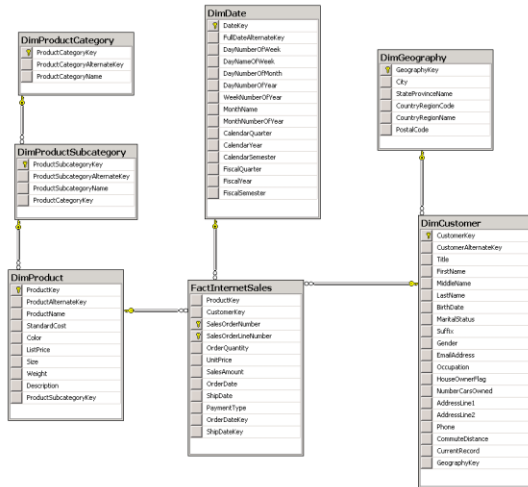 DimProductCategory
ProductCategoryKey
ProductCategoryAlternateKey
ProductCategoryName
DimProductSubcategory
ProductSubcategoryKey
ProductSubcategoryAlternateKey
ProductSubcategoryName
ProductCategoryKey
DimProduct
ProductKey
ProductAlternateKey
ProductName
StandardCost
Color
ListPrice
Size
Weight
Description
ProductSubcategoryKey
DimDate
DateKey
FullDateAlternateKey
DayNumberOfWeek
DayNameOfWeek
DayNumberOfMonth
DayNumberOfYear
WeekNumberOfYear
MonthName
MonthNumberOfYear
CalendarQuarter
CalendarYear
CalendarSemester
FiscalQuarter
FiscalYear
FiscalSemester
FactInternetSales
ProductKey
CustomerKey
SalesOrderNumber
SalesOrderLineNumber
OrderQuantity
UnitPrice
SalesAmount
OrderDate
ShipDate
PaymentType
OrderDateKey
ShipDateKey
DimGeography
GeographyKey
City
StateProvinceName
CountryRegionCode
CountryRegionName
PostalCode
DimCustomer
CustomerKey
CustomerAlternateKey
Title
FirstName
MiddleName
LastName
BirthDate
MaritalStatus
Suffix
Gender
EmailAddress
Occupation
HouseOwnerFlag
NumberCarsOwned
AddressLine1
AddressLine2
Phone
CommuteDistance
CurrentRecord
GeographyKey